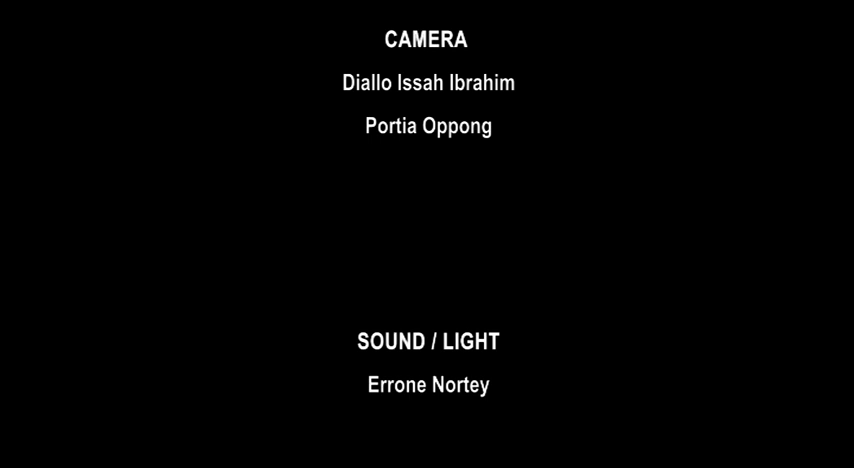 CAMERA
Diallo Issah Ibrahim
Portia Oppong
SOUND / LIGHT
Errone Nortey